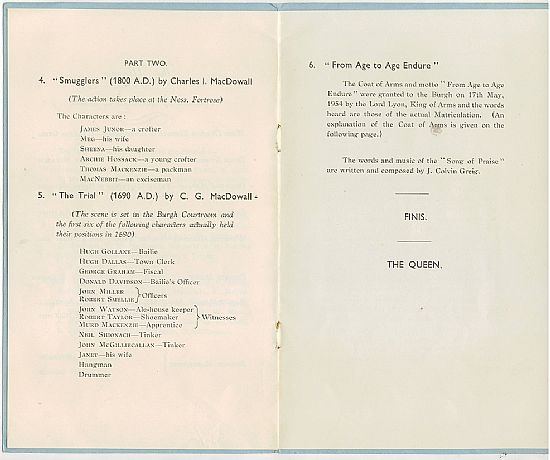 PART TWO.
4. "Smugglers" (1800 A.D.) by Charles I. MacDowall
(The action takes place at the Ness, Fortrose)
The Characters are:
JAMES JUNOR—a crofter
MEG—his wife
SHEENA—his daughter
ARCHIE HOSSACK—a young crofter
THOMAS MACKENZIE—a packman
MACNEBBIT—an exciseman
5. "The Trial" (1690 A.D.) by C. G. MacDowall-
(The scene is set in the Burgh Courtroom and
the first six of the following characters actually held
their positions in 1690)
HUGH GOLLANE—Bailie
HUGH DALLAS—Town Clerk
GEORGE GRAHAM—Fiscal
DONALD DAVIDSON—Bailie's Officer
JOHN MILLER
ROBERT SMELLIE } Officers
JOHN WATSON—Alehouse keeper
ROBERT TAYLOR—Shoemaker } Witnesses
MURD MACKENZIE—Apprentice
NEIL SHONACH—Tinker
JOHN MCGILLIECALLAN—Tinker
JANET—his wife
Hangman
Drummer
6. "From Age to Age Endure"
The Coat of Arms and motto "From Age to Age
Endure" were granted to the Burgh on 17th May,
1954 by the Lord Lyon, King of Arms and the words
heard are those of the actual Matriculation. (An
explanation of the Coat of Arms is given on the
following page.)
The words and music of the "Song of Praise"
are written and composed by J. Colvin Greig.
FINIS.
THE QUEEN.